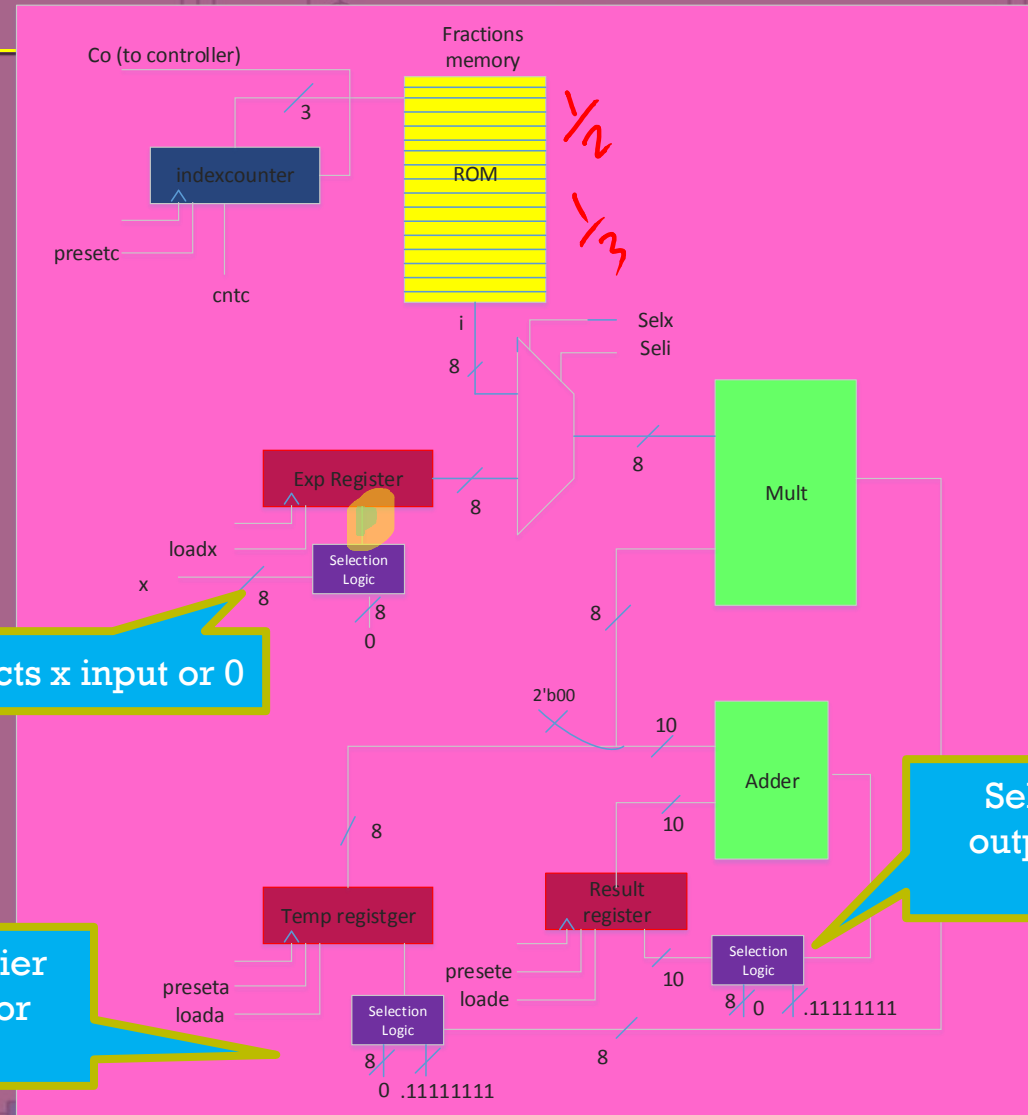 Co (to controller)
Fractions
memory
3
indexcounter
ROM
1/2
1/3
presetc
cntc
i
8
Selx
Seli
8
Exp Register
8
Mult
loadx
x
8
Selection
Logic
8
0
8
cts x input or 0
2'b00
10
Adder
8
10
Sel
outp
Temp registger
Result
register
ier
or
preseta
loada
presete
loade
10
Selection
Logic
8
0
.11111111
Selection
Logic
8
0
.11111111
8